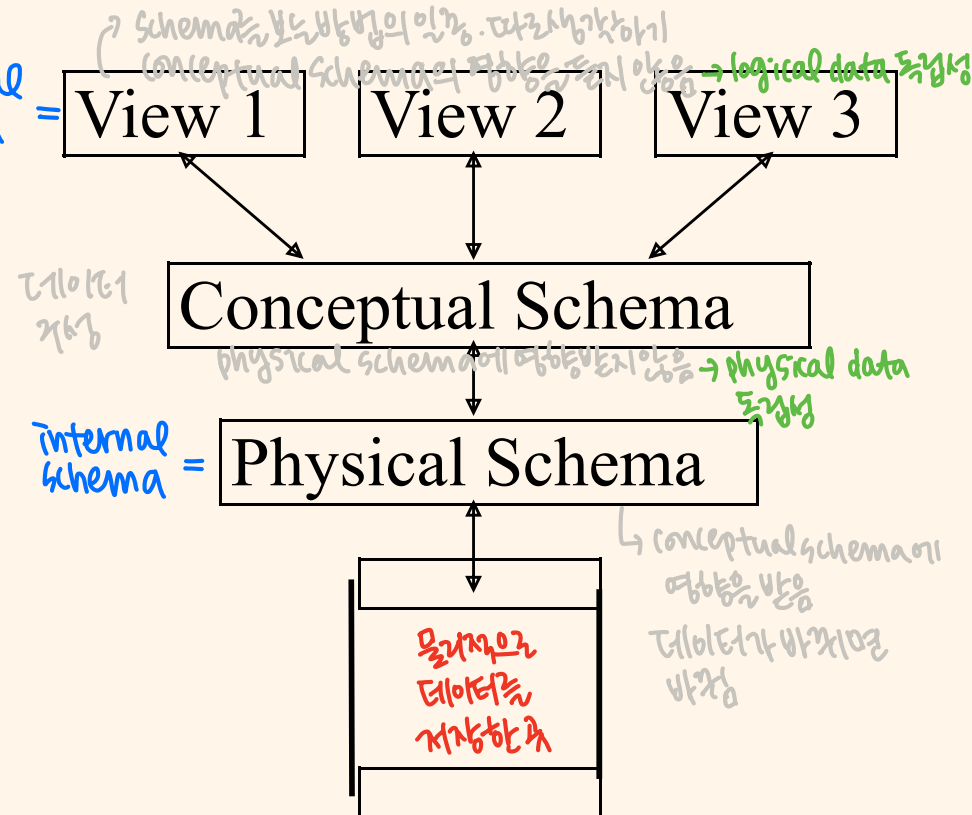 schema를 보는 방법의 일종. 따로 생각하기
conceptual schema의 영향을 듣지 않음 → logical data 독립성
= View 1 View 2 View 3
데이터
저장
Conceptual Schema
physical schema에 영향받지 않음 → physical data
독립성
internal
schema = Physical Schema
conceptual schema에
영향을 받음
데이터가 바뀌면
바뀜
물리적으로
데이터를
저장한 곳